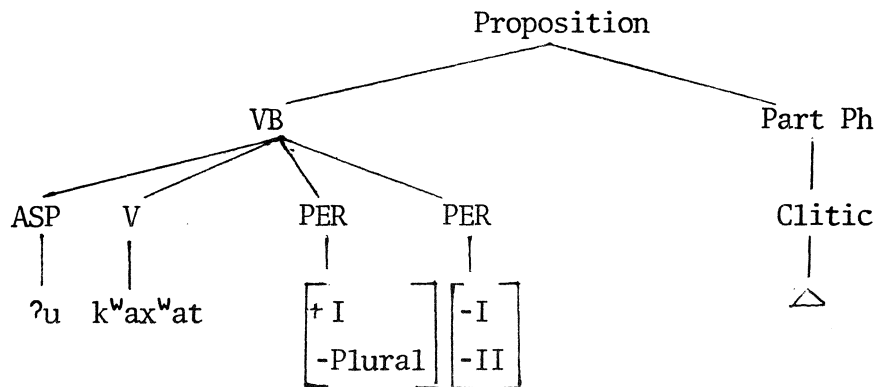 Proposition
VB Part Ph
ASP V PER PER Clitic
ʔu kʷaxʷat [+ I [-I
-Plural] -II]